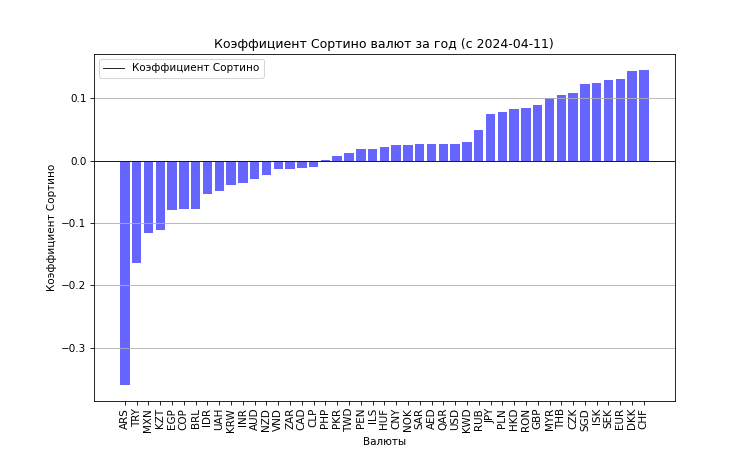 Коэффициент Сортино валют за год (с 2024-04-11)
Коэффициент Сортино
0.1
0.0
−0.1
−0.2
−0.3
Коэффициент Сортино
ARS TRY MXN KZT EGP COP BRL IDR UAH KRW INR AUD NZD VND ZAR CAD CLP PHP PKR TWD PEN ILS HUF CNY NOK SAR AED QAR USD KWD RUB JPY PLN HKD RON GBP MYR THB CZK SGD ISK SEK EUR DKK CHF
Валюты